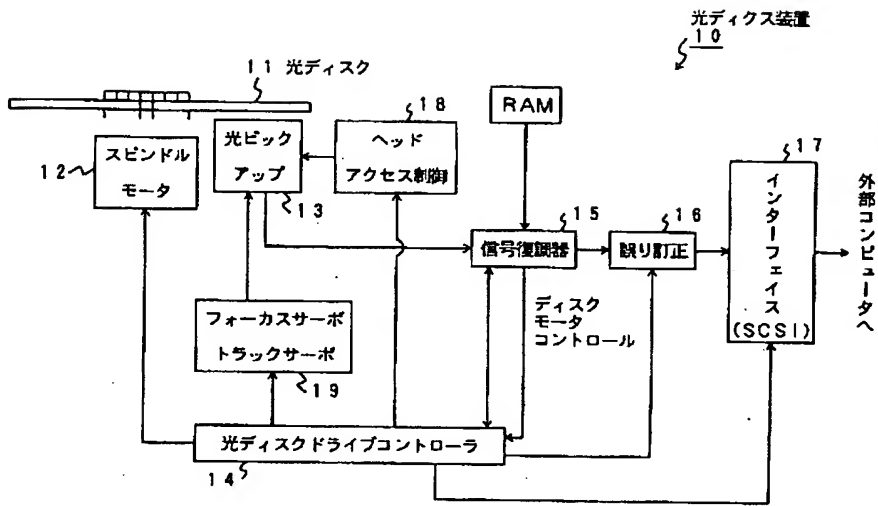 光ディクス装置
10
11 光ディスク
18
RAM
17
スピンドル
モータ
12
光ピック
アップ
13
ヘッド
アクセス制御
15
16
信号復調器
誤り訂正
インターフェイス
(SCSI)
外部コンピュータへ
ディスク
モータ
コントロール
フォーカスサーボ
トラックサーボ
19
光ディスクドライブコントローラ
14